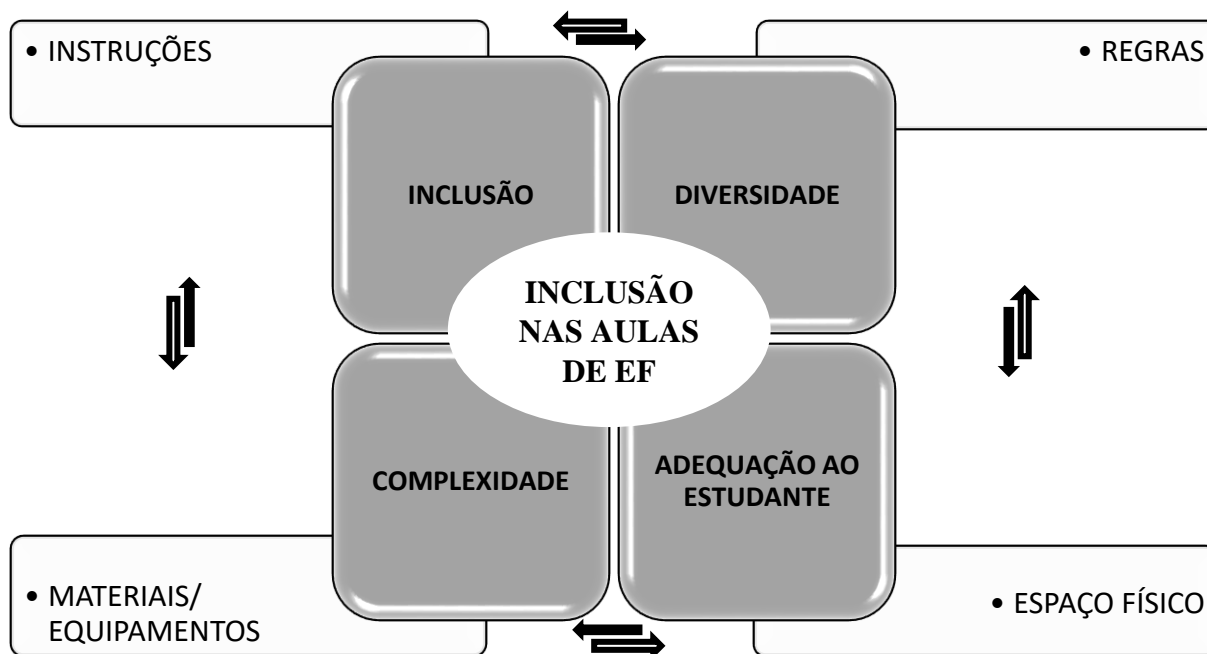 • INSTRUÇÕES
• REGRAS
INCLUSÃO
DIVERSIDADE
INCLUSÃO
NAS AULAS
DE EF
COMPLEXIDADE
ADEQUAÇÃO AO
ESTUDANTE
• MATERIAIS/
EQUIPAMENTOS
• ESPAÇO FÍSICO